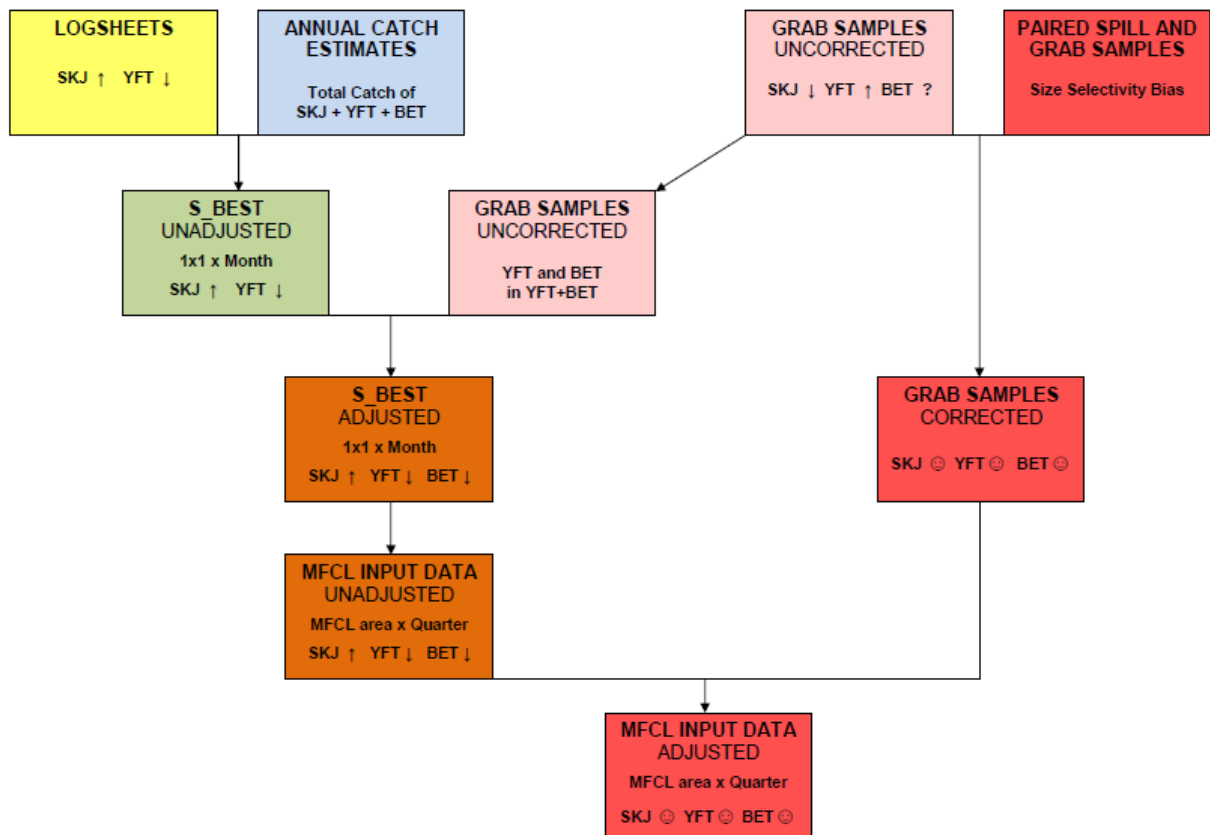 LOGSHEETS
SKJ ↑ YFT ↓
ANNUAL CATCH
ESTIMATES
Total Catch of
SKJ + YFT + BET
GRAB SAMPLES
UNCORRECTED
SKJ ↓ YFT ↑ BET ?
PAIRED SPILL AND
GRAB SAMPLES
Size Selectivity Bias
S_BEST
UNADJUSTED
1x1 x Month
SKJ ↑ YFT ↓
GRAB SAMPLES
UNCORRECTED
YFT and BET
in YFT+BET
S_BEST
ADJUSTED
1x1 x Month
SKJ ↑ YFT ↓ BET ↓
GRAB SAMPLES
CORRECTED
SKJ ☺ YFT ☺ BET ☺
MFCL INPUT DATA
UNADJUSTED
MFCL area x Quarter
SKJ ↑ YFT ↓ BET ↓
MFCL INPUT DATA
ADJUSTED
MFCL area x Quarter
SKJ ☺ YFT ☺ BET ☺